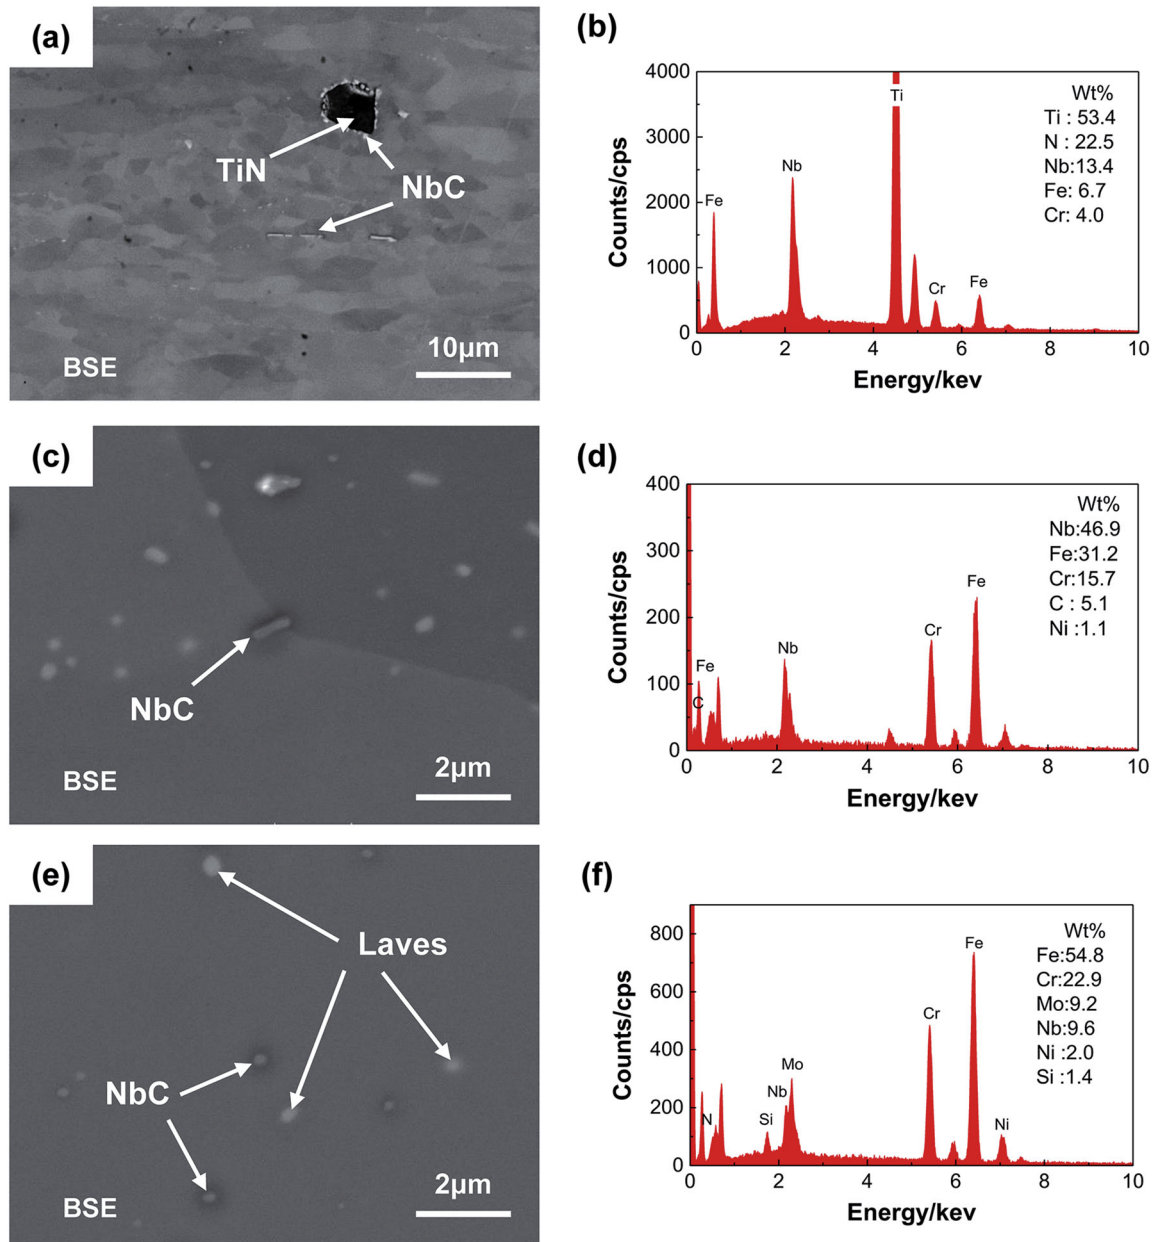 (a)
TiN
NbC
BSE
10μm
(b)
Counts/cps
4000
3000
2000
1000
0
Fe
Nb
Ti
Cr
Fe
Wt%
Ti : 53.4
N : 22.5
Nb:13.4
Fe: 6.7
Cr: 4.0
0 2 4 6 8 10
Energy/kev
(c)
NbC
BSE
2μm
(d)
Counts/cps
400
300
200
100
0
Fe
C
Nb
Cr
Fe
Wt%
Nb:46.9
Fe:31.2
Cr:15.7
C : 5.1
Ni :1.1
0 2 4 6 8 10
Energy/kev
(e)
Laves
NbC
BSE
2μm
(f)
Counts/cps
800
600
400
200
0
N
Si
Nb
Mo
Cr
Fe
Ni
Wt%
Fe:54.8
Cr:22.9
Mo:9.2
Nb:9.6
Ni :2.0
Si :1.4
0 2 4 6 8 10
Energy/kev